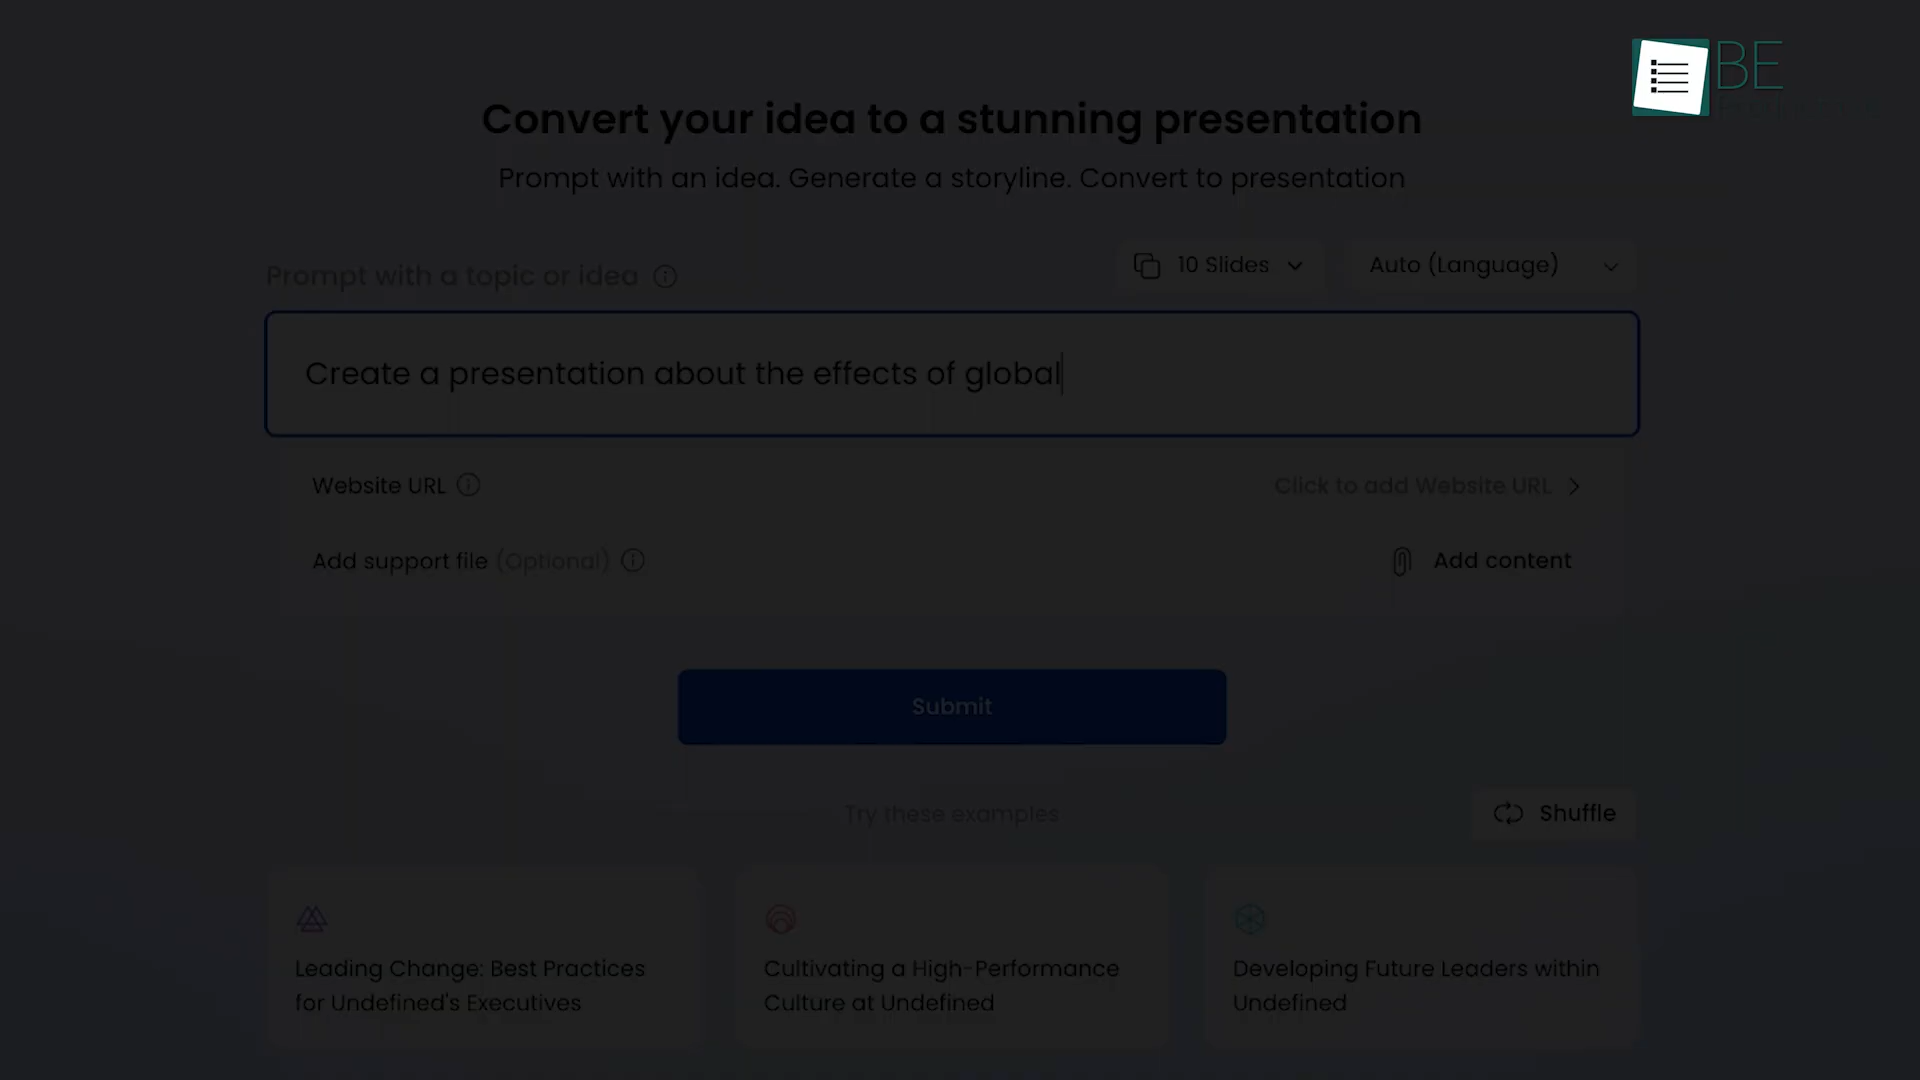 BE
Convert your idea to a stunning presentation
Prompt with an idea. Generate a storyline. Convert to presentation
Prompt with a topic or idea
10 Slides
Auto (Language)
Create a presentation about the effects of global
Website URL
Click to add Website URL
Add support file (Optional)
Add content
Submit
Try these examples
Shuffle
Leading Change: Best Practices
for Undefined's Executives
Cultivating a High-Performance
Culture at Undefined
Developing Future Leaders within
Undefined